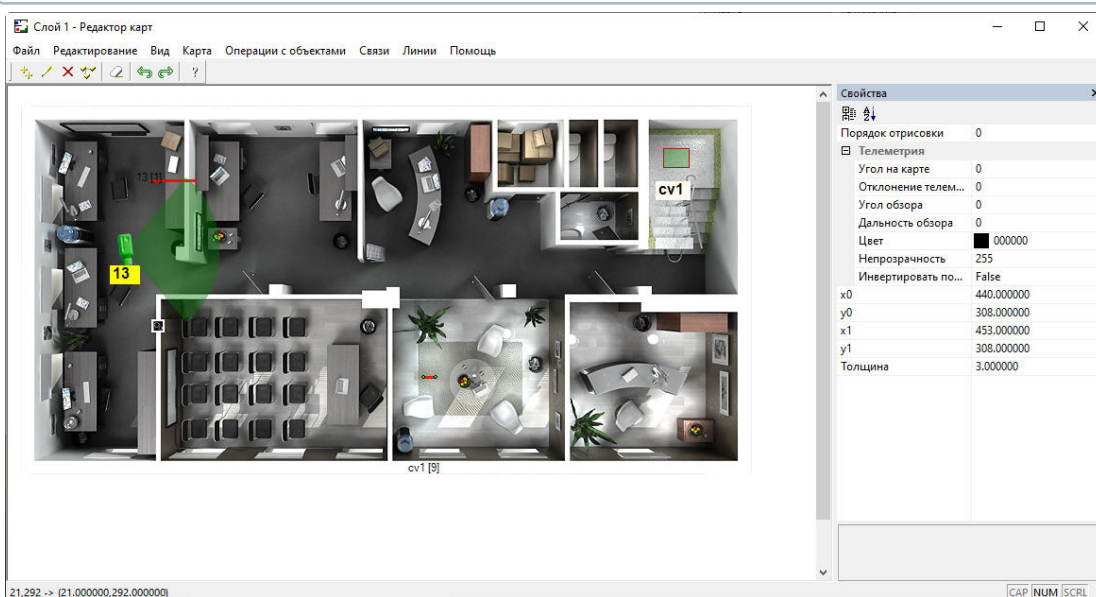 Слой 1 - Редактор карт
Файл Редактирование Вид Карта Операции с объектами Связи Линии Помощь
?
Свойства
Порядок отрисовки 0
Телеметрия
Угол на карте 0
Отклонение телем... 0
Угол обзора 0
Дальность обзора 0
Цвет 000000
Непрозрачность 255
Инвертировать по... False
x0 440.000000
y0 308.000000
x1 453.000000
y1 308.000000
Толщина 3.000000
13 [1]
cv1
13
cv1 [9]
21,292 -> (21.000000,292.000000)
CAP NUM SCRL